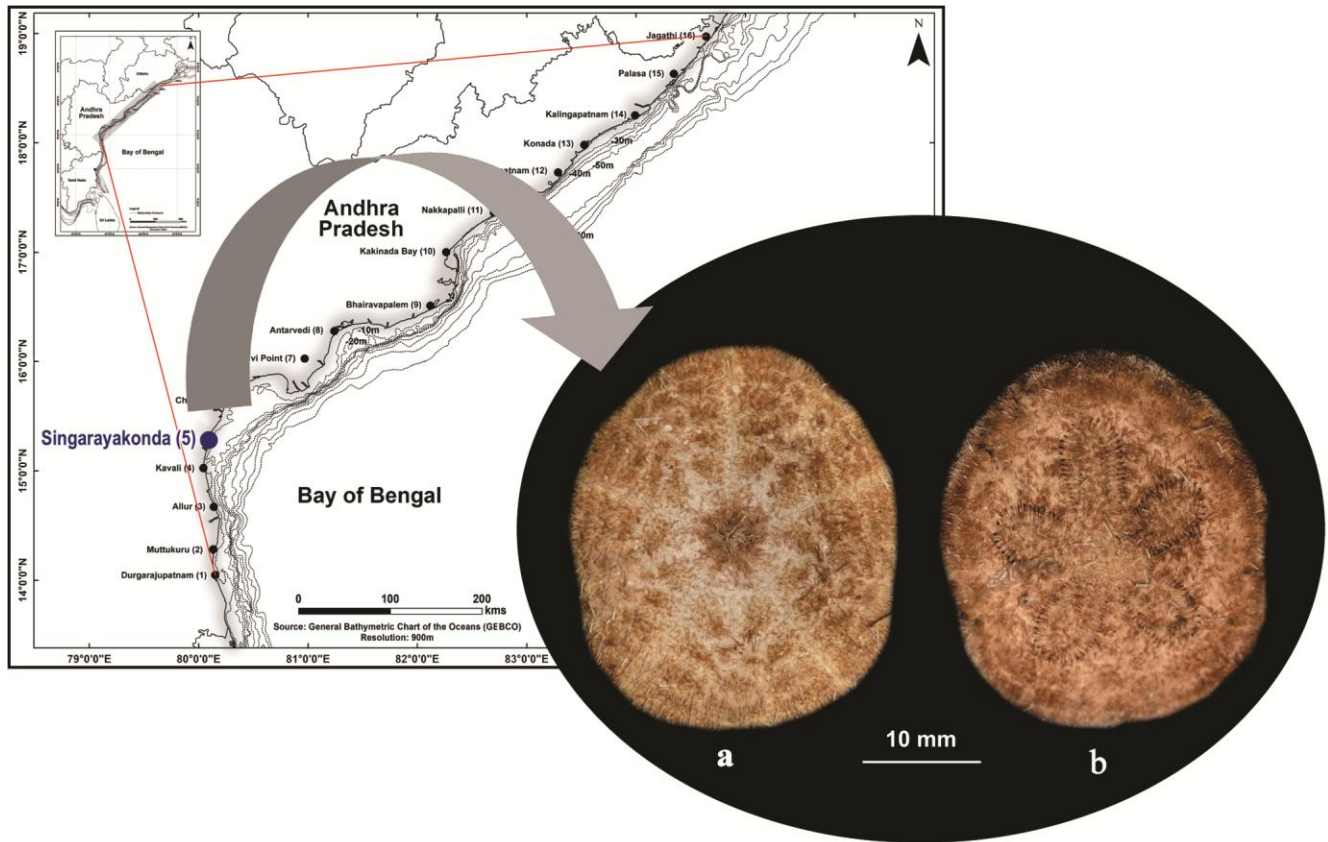 19°0'0"N
18°0'0"N
17°0'0"N
16°0'0"N
15°0'0"N
14°0'0"N
79°0'0"E
80°0'0"E
81°0'0"E
82°0'0"E
83°0'0"E
N
Odisha
Andhra
Pradesh
Bay of Bengal
Tamil Nadu
Sri Lanka
Jagathi (16)
Palasa (15)
Kalingapatnam (14)
Konada (13)
patnam (12)
Nakkapalli (11)
Kakinada Bay (10)
Bhairavapalem (9)
Antarvedi (8)
vi Point (7)
Ch
Singarayakonda (5)
Kavali (4)
Allur (3)
Muttukuru (2)
Durgarajupatnam (1)
-30m
-50m
-40m
-10m
-20m
Andhra
Pradesh
Bay of Bengal
0 100 200
kms
Source: General Bathymetric Chart of the Oceans (GEBCO)
Resolution: 900m
a
10 mm
b